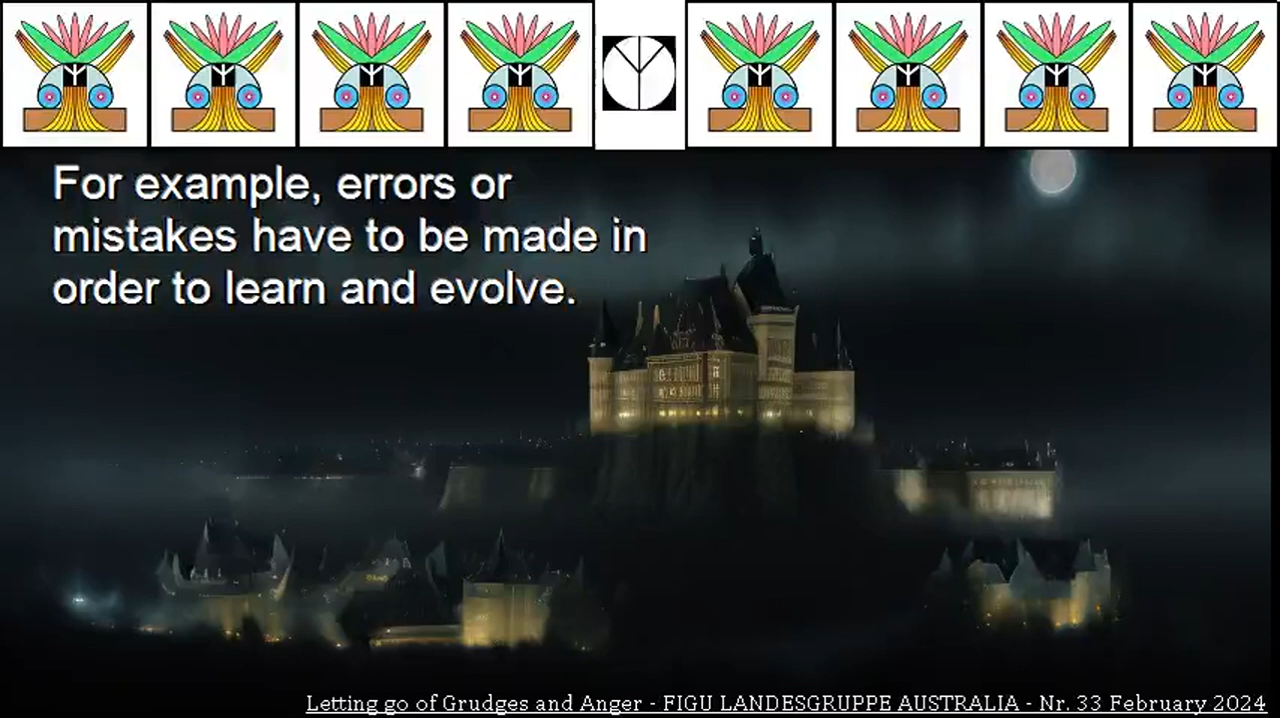 For example, errors or
mistakes have to be made in
order to learn and evolve.
Letting go of Grudges and Anger - FIGU LANDESGRUPPE AUSTRALIA - Nr. 33 February 2024